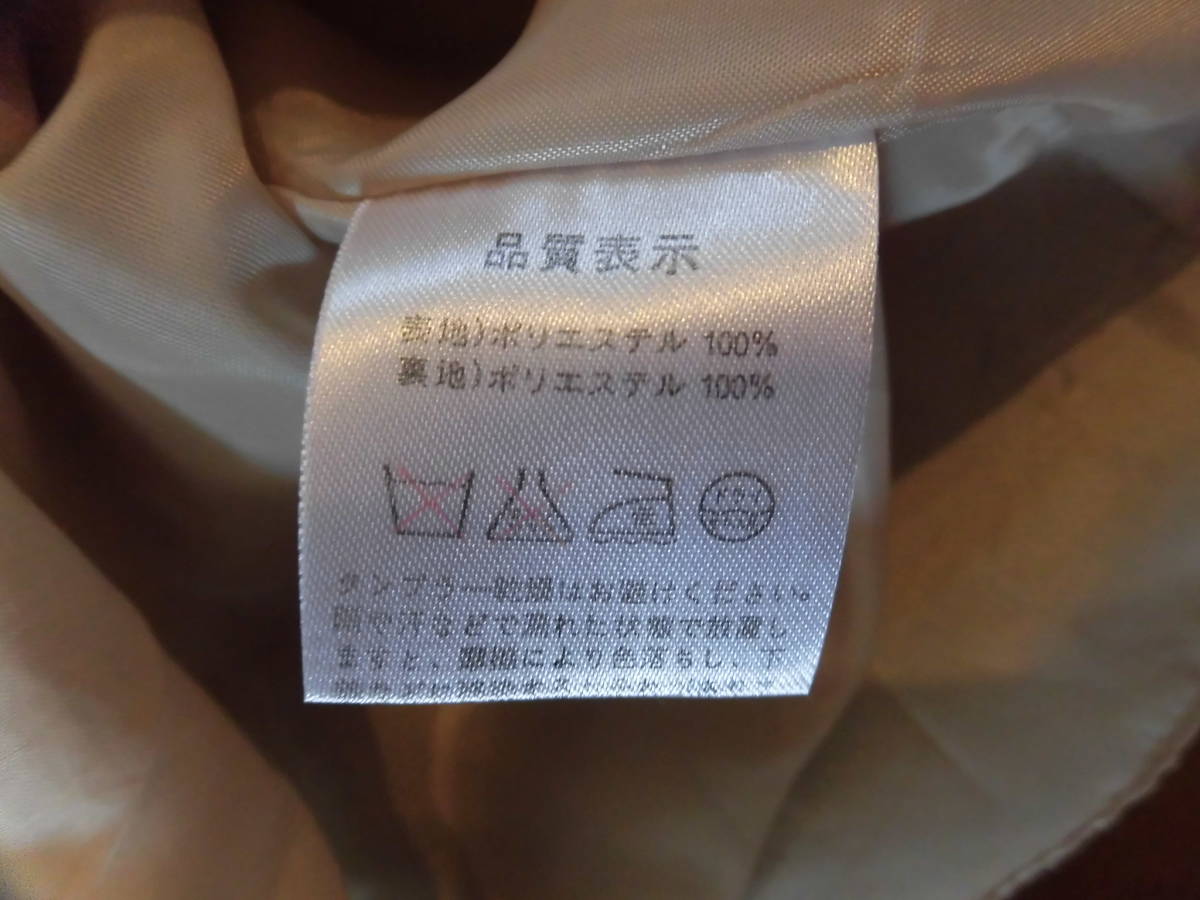 品質表示
表地)ポリエステル 100%
裏地)ポリエステル 100%
タンブラー乾燥はお避けください。
雨や汗などで濡れた状態で放置し
ますと、摩擦により色落ちし、下